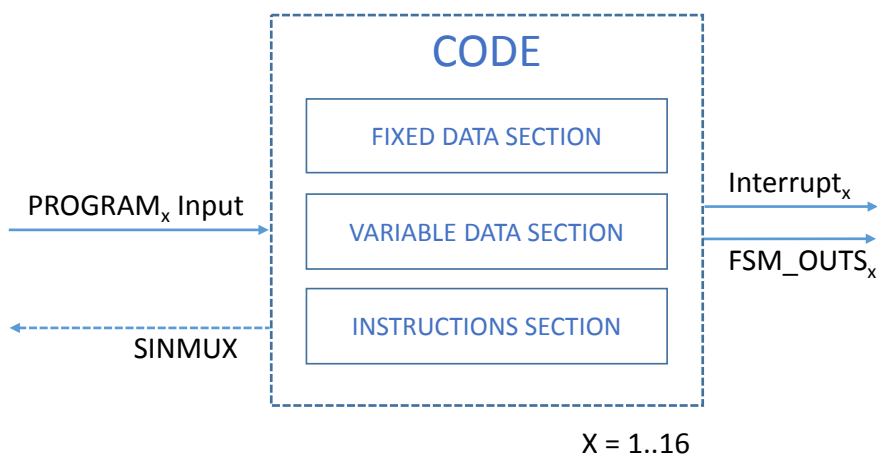 CODE
FIXED DATA SECTION
PROGRAMₓ Input
VARIABLE DATA SECTION
Interruptₓ
FSM_OUTSₓ
SINMUX
INSTRUCTIONS SECTION
X = 1..16